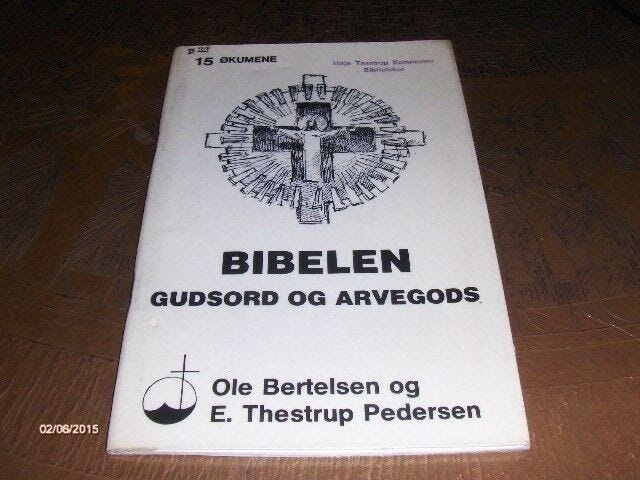 P 22
15 ØKUMENE
Høje Taastrup Kommunes
Biblioteker
BIBELEN
GUDSORD OG ARVEGODS
Ole Bertelsen og
E. Thestrup Pedersen
02/06/2015